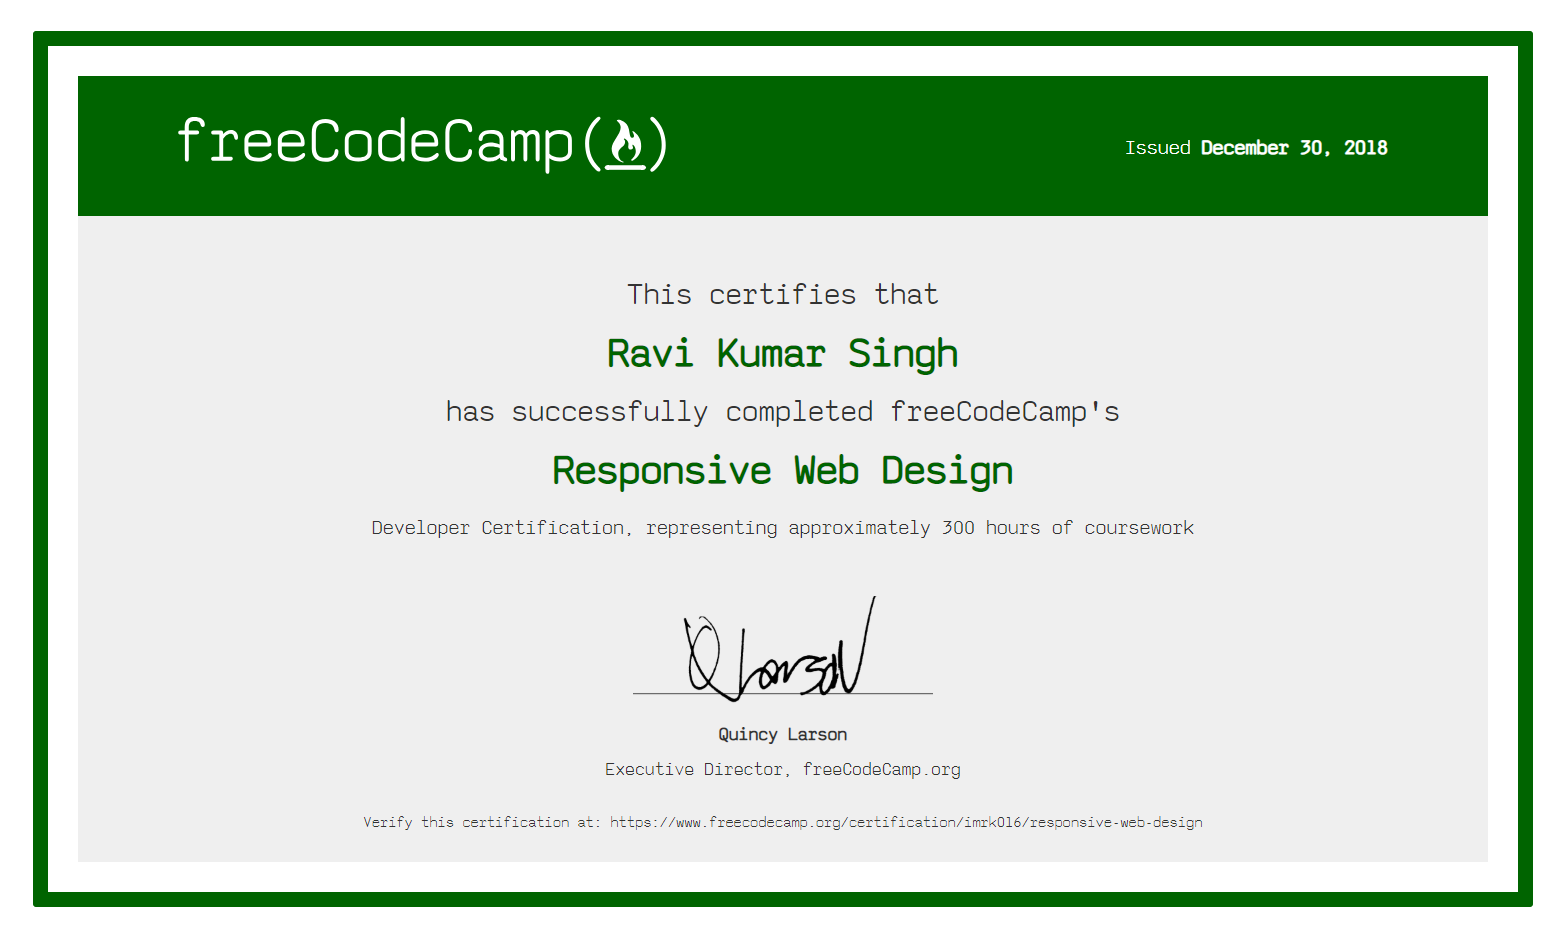 freeCodeCamp(🔥)
Issued December 30, 2018
This certifies that
Ravi Kumar Singh
has successfully completed freeCodeCamp's
Responsive Web Design
Developer Certification, representing approximately 300 hours of coursework
Q Larson
Quincy Larson
Executive Director, freeCodeCamp.org
Verify this certification at: https://www.freecodecamp.org/certification/imrk016/responsive-web-design